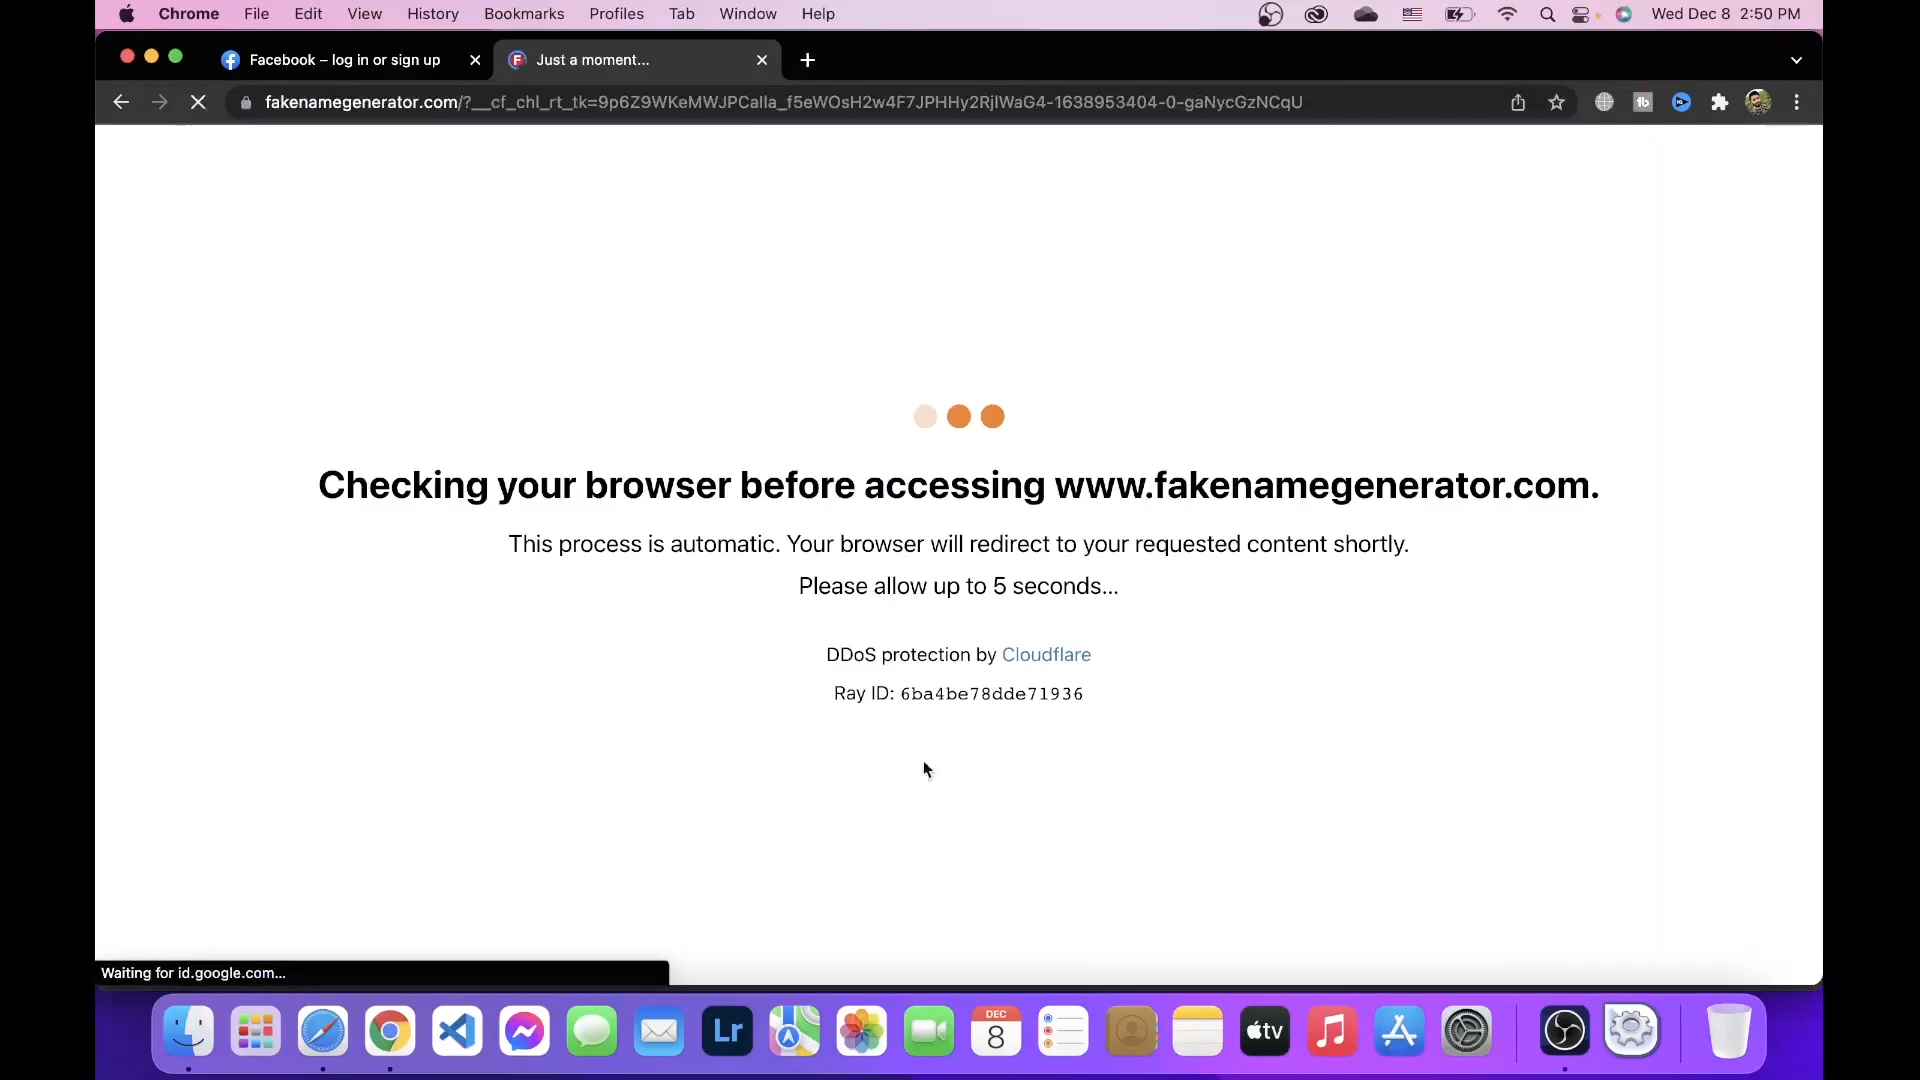 Chrome File Edit View History Bookmarks Profiles Tab Window Help Wed Dec 8 2:50 PM
Facebook – log in or sign up Just a moment...
fakenamegenerator.com/?__cf_chl_rt_tk=9p6Z9WKeMWJPCalla_f5eWOsH2w4F7JPHHy2RjlWaG4-1638953404-0-gaNycGzNCqU
Checking your browser before accessing www.fakenamegenerator.com.
This process is automatic. Your browser will redirect to your requested content shortly.
Please allow up to 5 seconds...
DDoS protection by Cloudflare
Ray ID: 6ba4be78dde71936
Waiting for id.google.com...
Lr DEC 8 tv